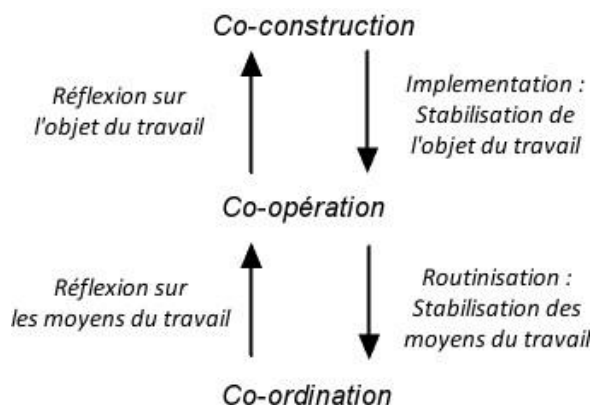 Co-construction
Réflexion sur
l'objet du travail
Implementation :
Stabilisation de
l'objet du travail
Co-opération
Réflexion sur
les moyens du travail
Routinisation :
Stabilisation des
moyens du travail
Co-ordination